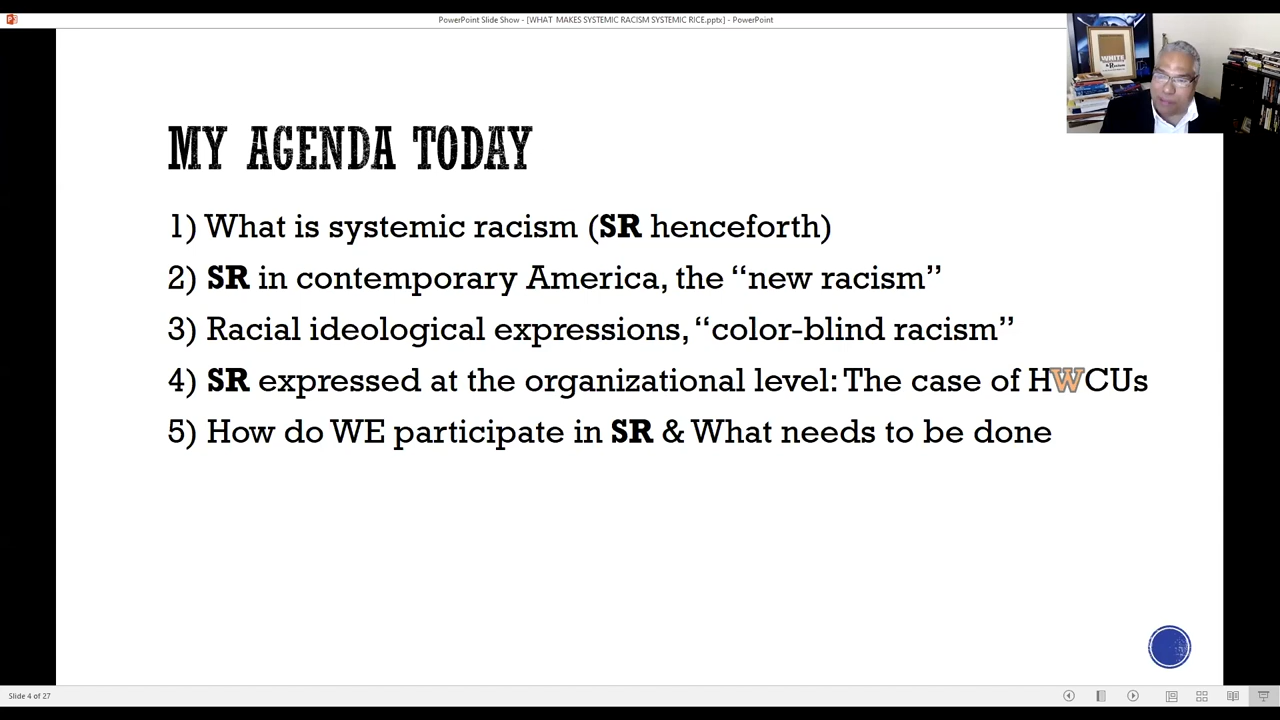 PowerPoint Slide Show - [WHAT MAKES SYSTEMIC RACISM SYSTEMIC RICE.pptx] - PowerPoint
WHITE
MY AGENDA TODAY
1) What is systemic racism (SR henceforth)
2) SR in contemporary America, the “new racism”
3) Racial ideological expressions, “color-blind racism”
4) SR expressed at the organizational level: The case of HWCUs
5) How do WE participate in SR & What needs to be done
Slide 4 of 27